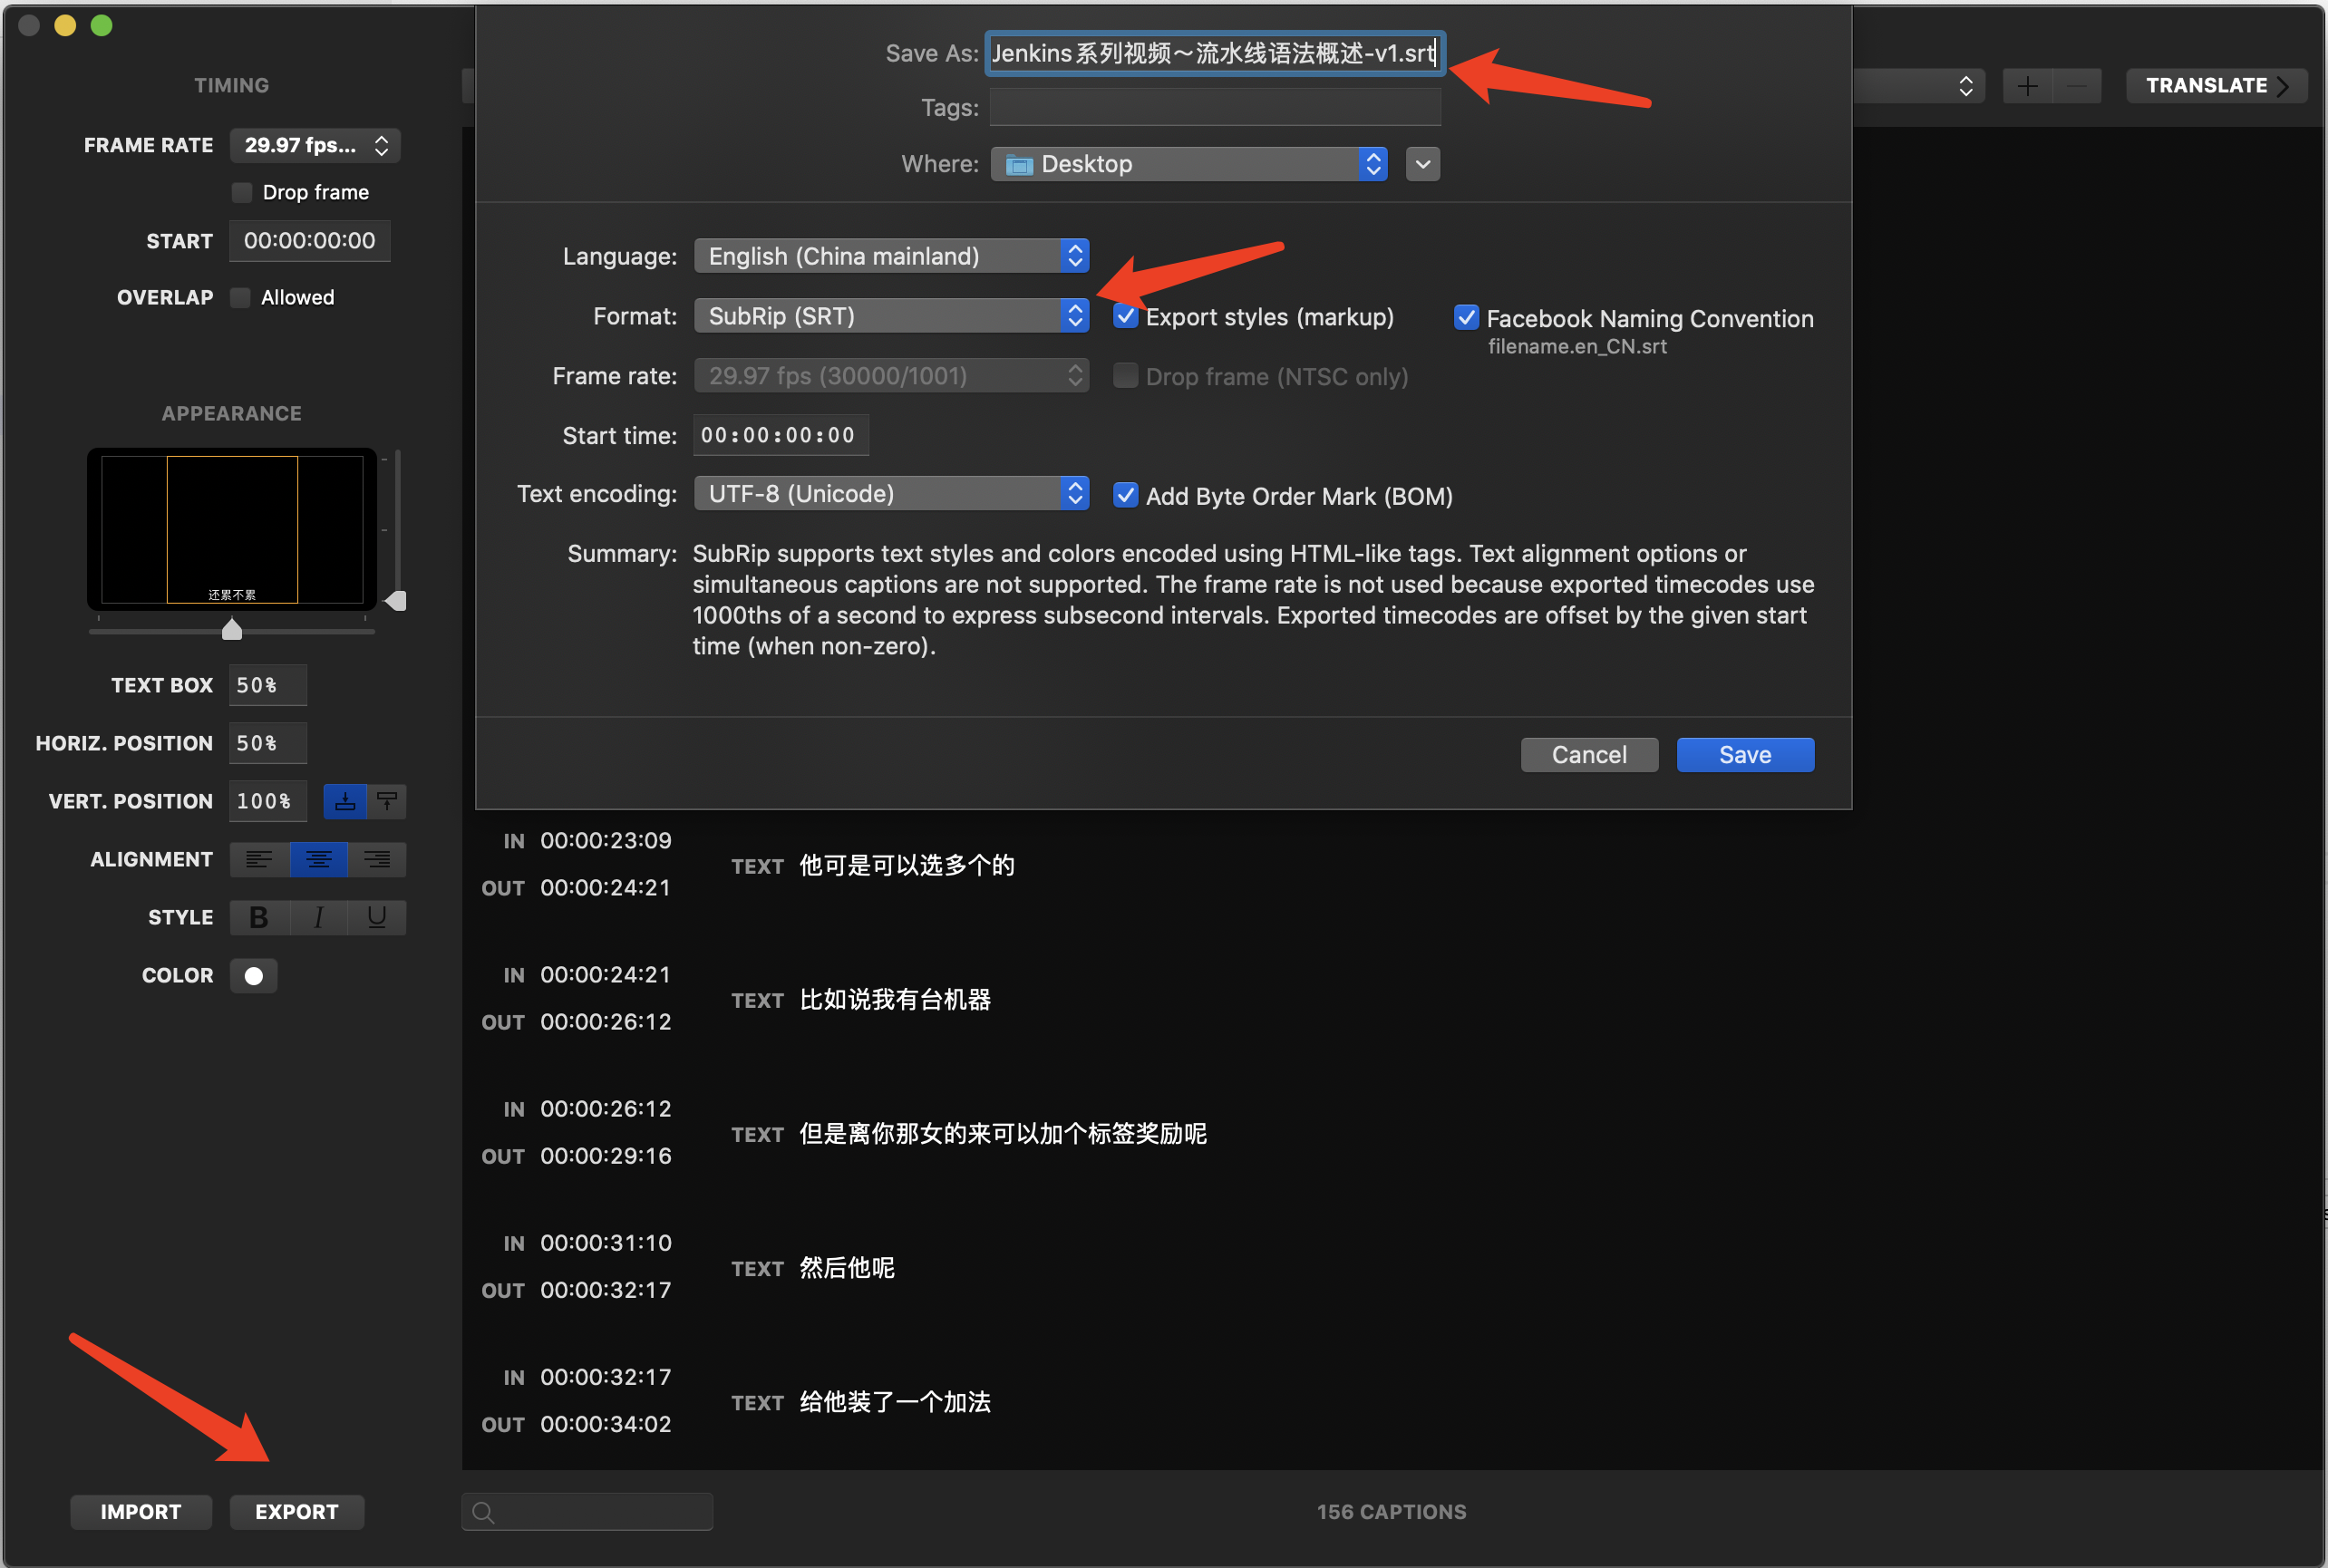 TIMING
FRAME RATE 29.97 fps...
Drop frame
START 00:00:00:00
OVERLAP Allowed
APPEARANCE
还累不累
TEXT BOX 50%
HORIZ. POSITION 50%
VERT. POSITION 100%
ALIGNMENT
STYLE B I U
COLOR
IMPORT EXPORT
Save As: Jenkins系列视频～流水线语法概述-v1.srt
Tags:
Where: Desktop
TRANSLATE
Language: English (China mainland)
Format: SubRip (SRT) Export styles (markup) Facebook Naming Convention
filename.en_CN.srt
Frame rate: 29.97 fps (30000/1001) Drop frame (NTSC only)
Start time: 00:00:00:00
Text encoding: UTF-8 (Unicode) Add Byte Order Mark (BOM)
Summary: SubRip supports text styles and colors encoded using HTML-like tags. Text alignment options or
simultaneous captions are not supported. The frame rate is not used because exported timecodes use
1000ths of a second to express subsecond intervals. Exported timecodes are offset by the given start
time (when non-zero).
Cancel Save
IN 00:00:23:09
TEXT 他可是可以选多个的
OUT 00:00:24:21
IN 00:00:24:21
TEXT 比如说我有台机器
OUT 00:00:26:12
IN 00:00:26:12
TEXT 但是离你那女的来可以加个标签奖励呢
OUT 00:00:29:16
IN 00:00:31:10
TEXT 然后他呢
OUT 00:00:32:17
IN 00:00:32:17
TEXT 给他装了一个加法
OUT 00:00:34:02
156 CAPTIONS